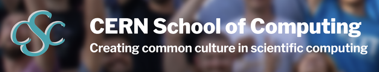 CSC
CERN School of Computing
Creating common culture in scientific computing